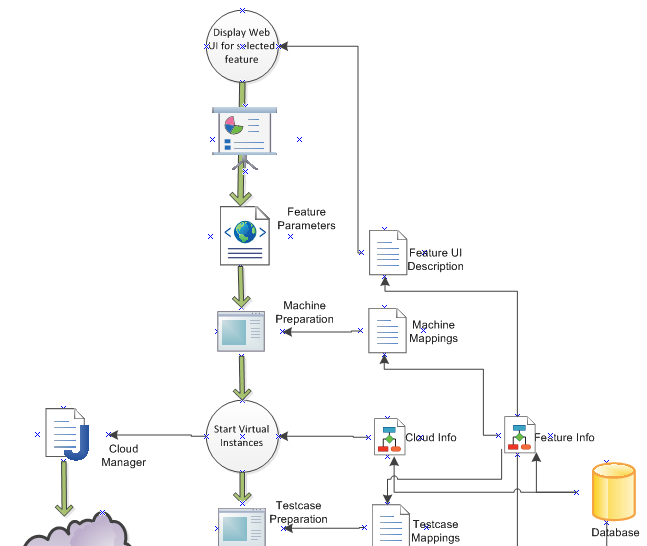 Display Web
UI for selected
feature
Feature
Parameters
Feature UI
Description
Machine
Preparation
Machine
Mappings
Start Virtual
Instances
Cloud
Manager
Cloud Info
Feature Info
Testcase
Preparation
Testcase
Mappings
Database